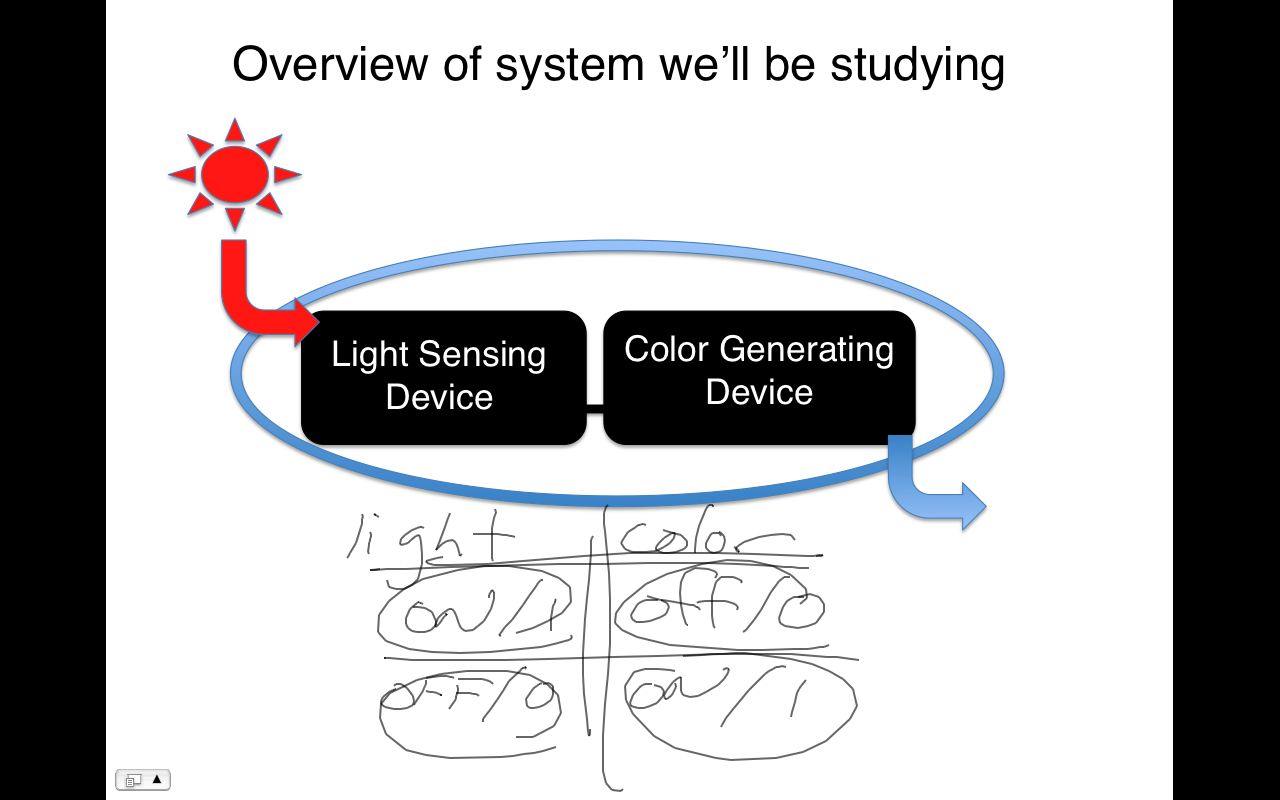 Overview of system we’ll be studying
Light Sensing
Device
Color Generating
Device
light color
on/1 off/0
off/0 on/1